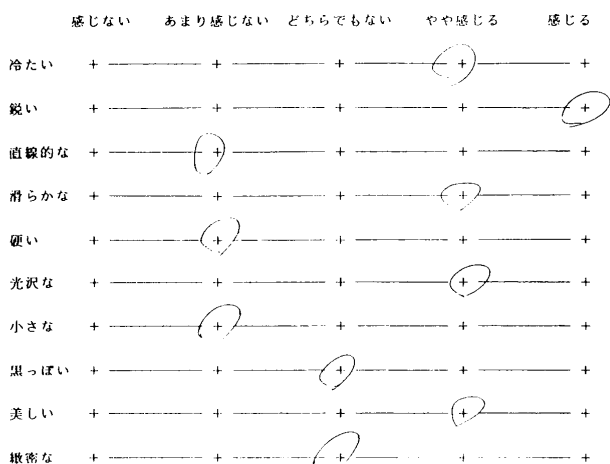 感じない あまり感じない どちらでもない やや感じる 感じる
冷たい
鋭い
直線的な
滑らかな
硬い
光沢な
小さな
黒っぽい
美しい
緻密な